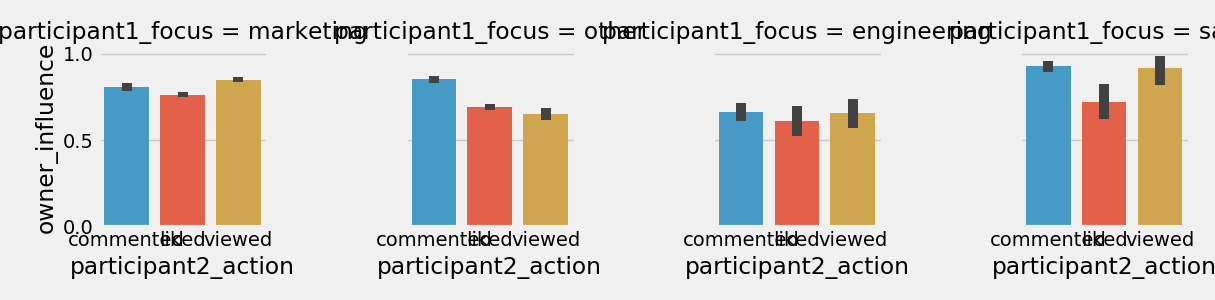 participant1_focus = marketing
participant1_focus = other
participant1_focus = engineering
participant1_focus =
owner_influence
1.0
0.5
0.0
commented liked viewed
commented liked viewed
commented liked viewed
commented liked viewed
participant2_action
participant2_action
participant2_action
participant2_action